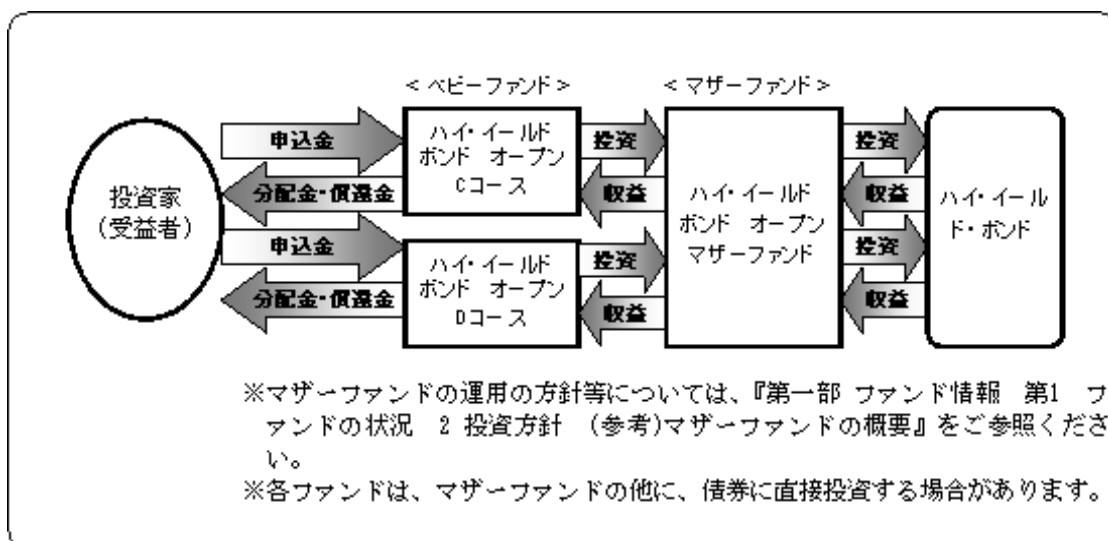 <ベビーファンド>
<マザーファンド>
投資家
(受益者)
申込金
分配金・償還金
申込金
分配金・償還金
ハイ・イールド
ボンド オープン
Cコース
ハイ・イールド
ボンド オープン
Dコース
投資
収益
投資
収益
ハイ・イールド
ボンド オープン
マザーファンド
投資
収益
投資
収益
ハイ・イール
ド・ボンド
※マザーファンドの運用の方針等については、『第一部 ファンド情報 第1 フ
ァンドの状況 2 投資方針 (参考)マザーファンドの概要』をご参照くださ
い。
※各ファンドは、マザーファンドの他に、債券に直接投資する場合があります。